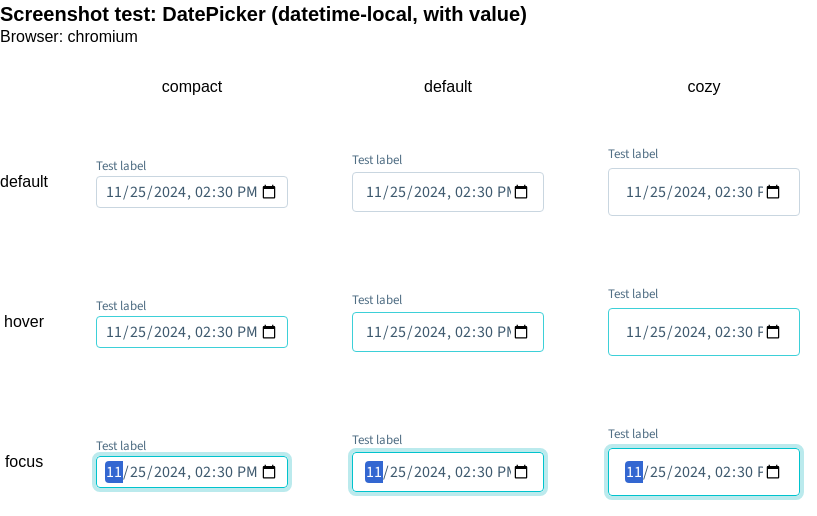 Screenshot test: DatePicker (datetime-local, with value)
Browser: chromium
compact default cozy
Test label Test label Test label
default 11/25/2024, 02:30 PM 11/25/2024, 02:30 PM 11/25/2024, 02:30 P
Test label Test label Test label
hover 11/25/2024, 02:30 PM 11/25/2024, 02:30 PM 11/25/2024, 02:30 P
Test label Test label Test label
focus 11/25/2024, 02:30 PM 11/25/2024, 02:30 PM 11/25/2024, 02:30 P